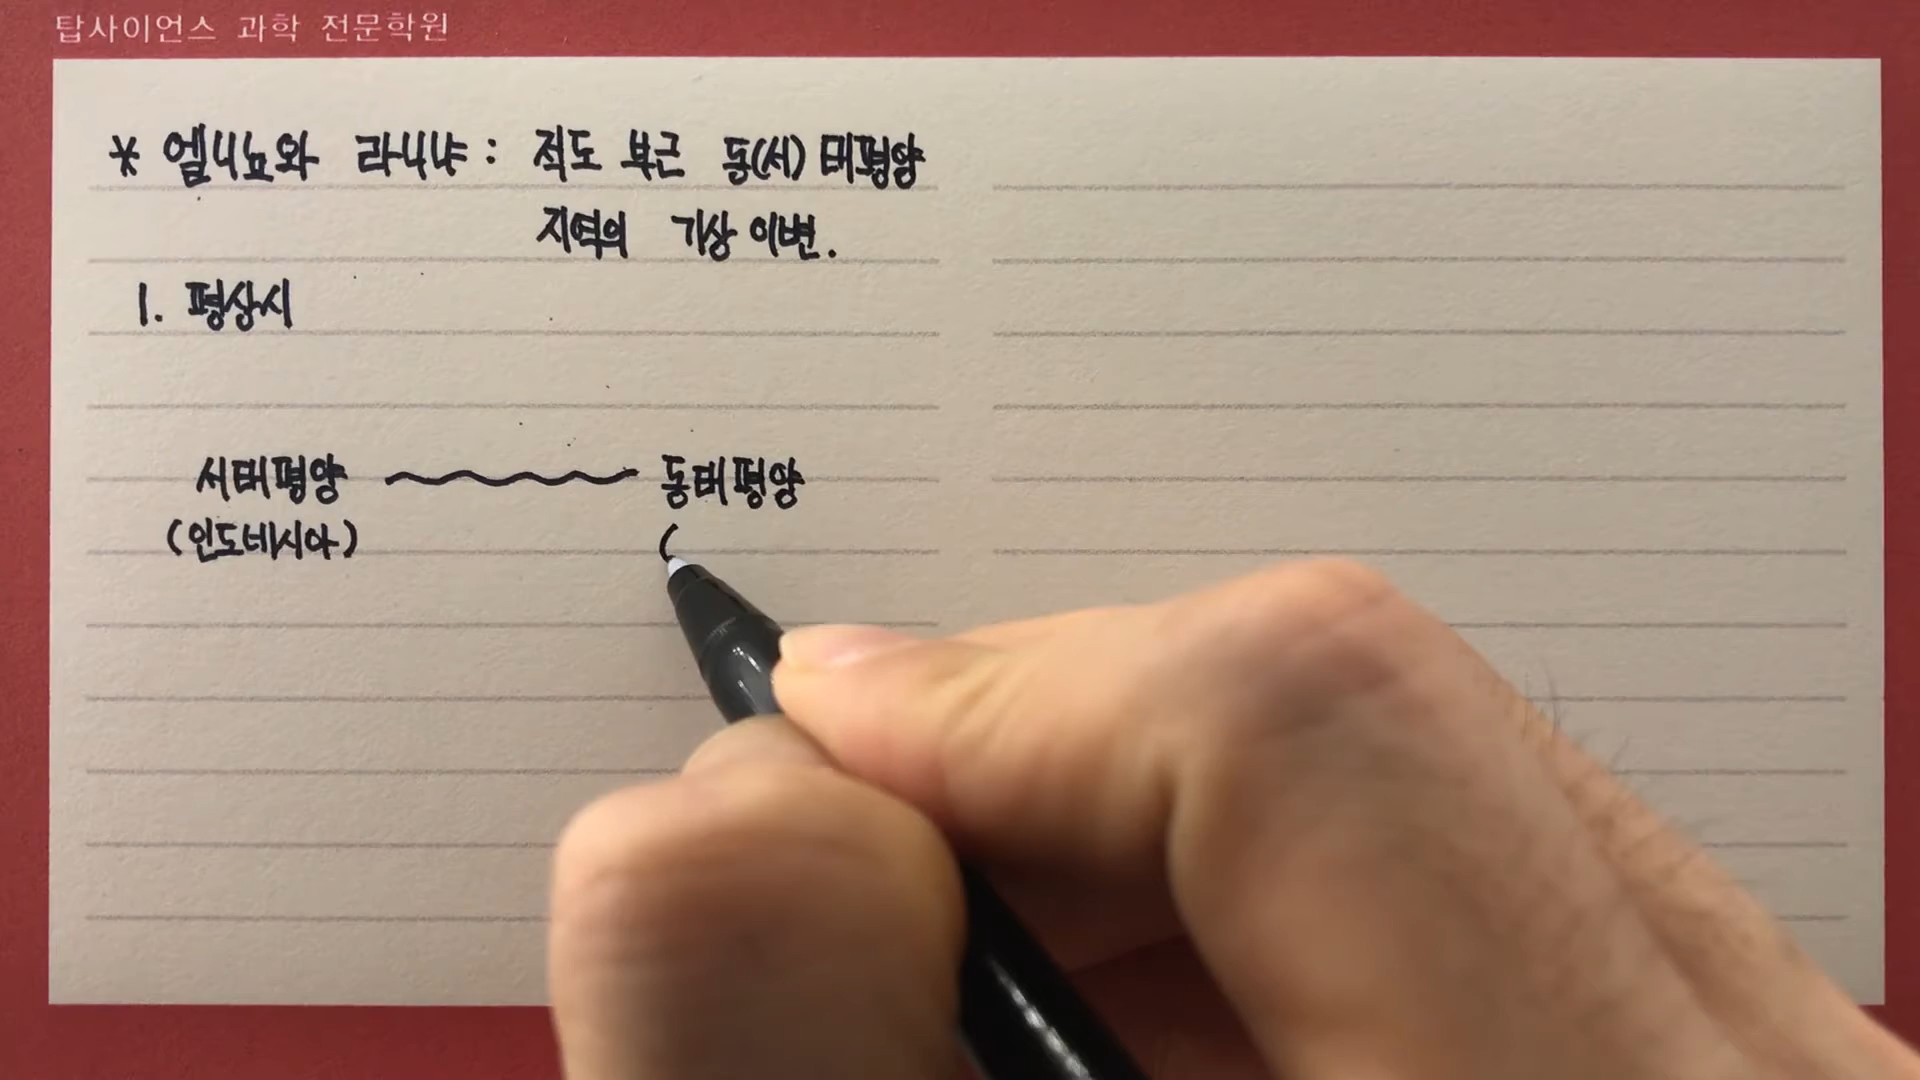 탑사이언스 과학 전문학원
* 엘니뇨와 라니냐 : 적도 부근 동(서) 태평양
지역의 기상 이변.
1. 평상시
서태평양 동태평양
(인도네시아) (